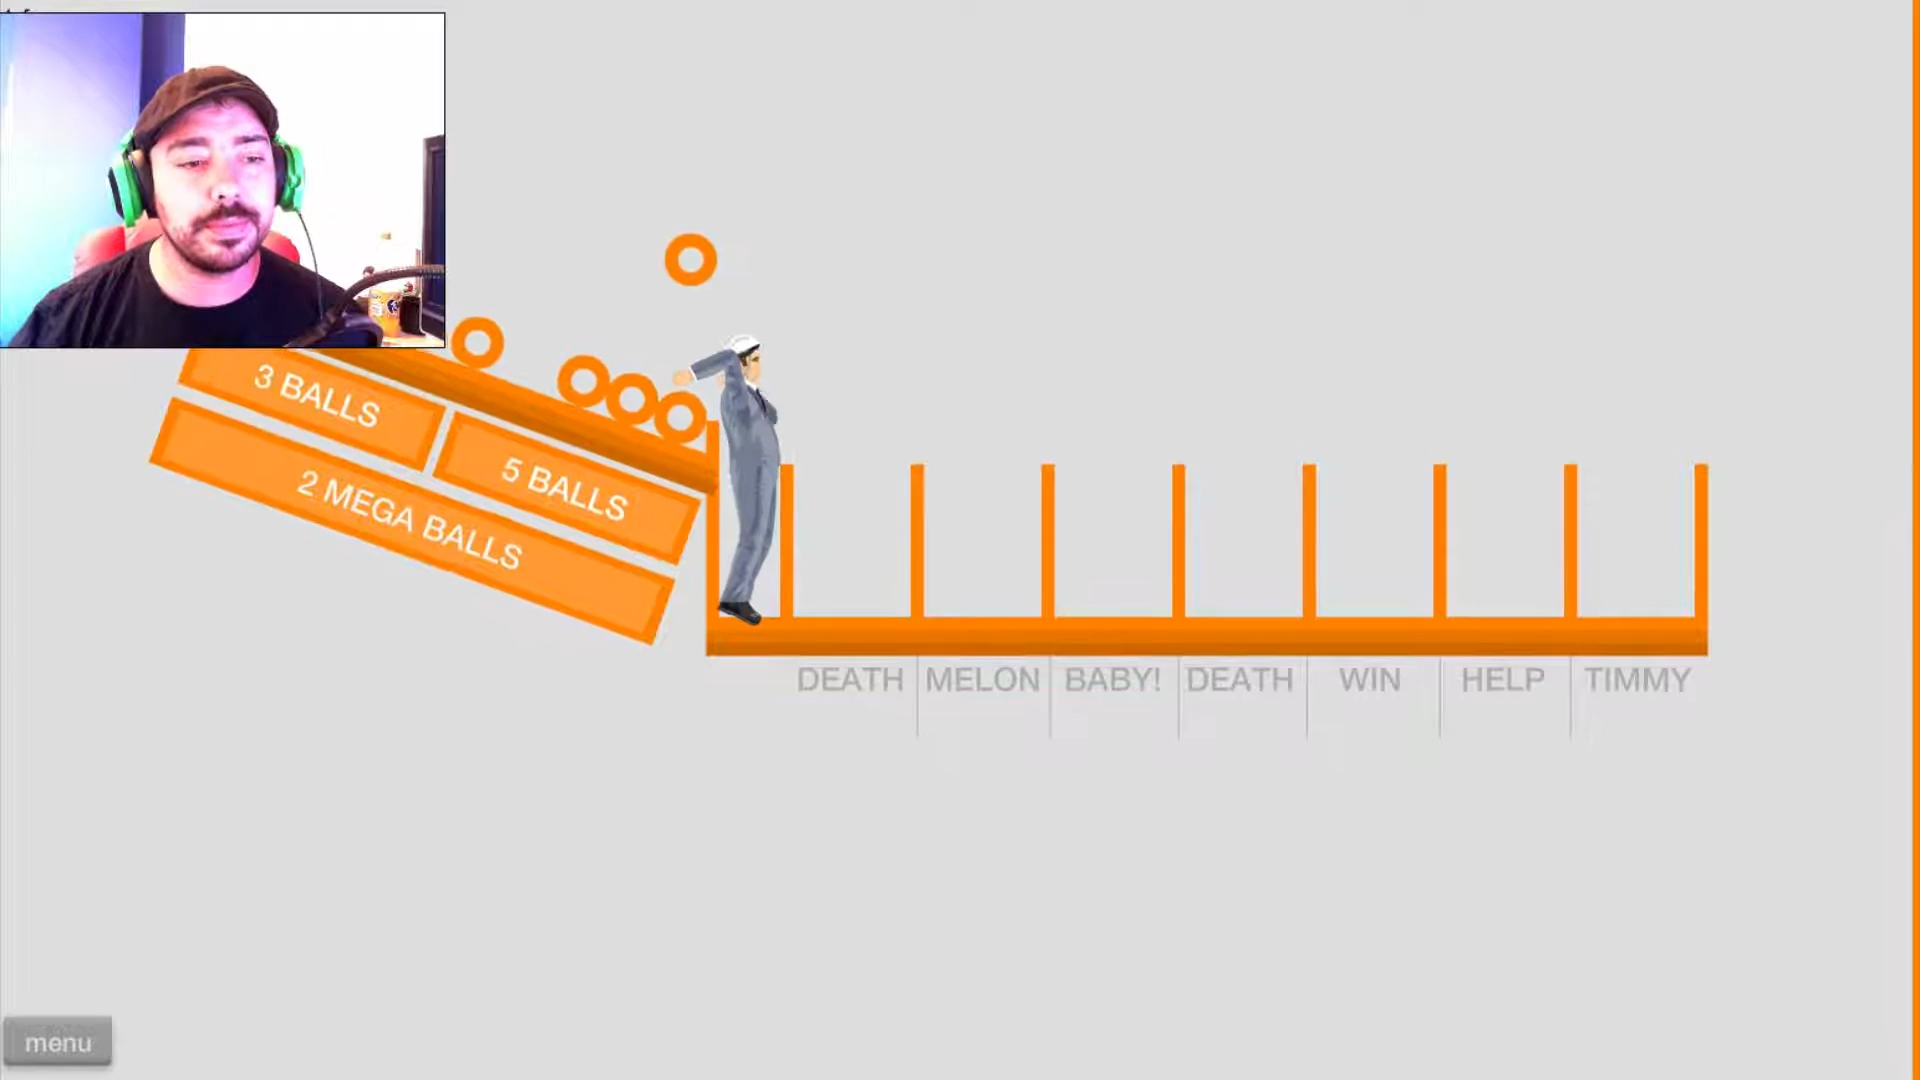 3 BALLS
5 BALLS
2 MEGA BALLS
DEATH MELON BABY! DEATH WIN HELP TIMMY
menu